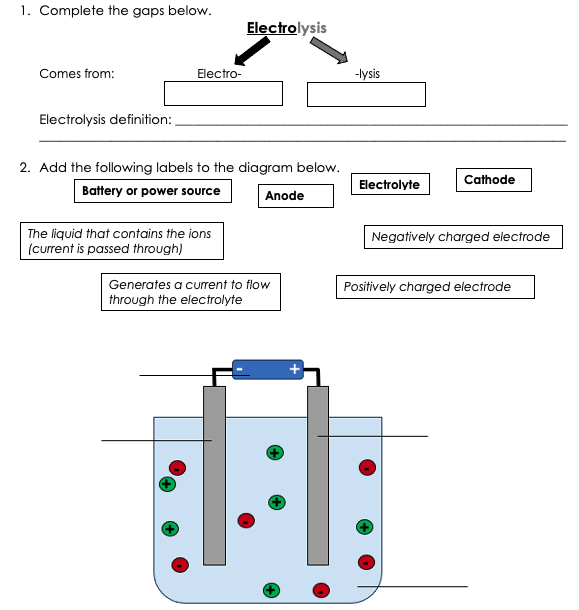 1. Complete the gaps below.
Electrolysis
Comes from:
Electro-
-lysis
Electrolysis definition:
2. Add the following labels to the diagram below.
Battery or power source
Anode
Electrolyte
Cathode
The liquid that contains the ions
(current is passed through)
Negatively charged electrode
Generates a current to flow
through the electrolyte
Positively charged electrode
- +
+
-
+
-
+
-
+
+
-
-
+
-